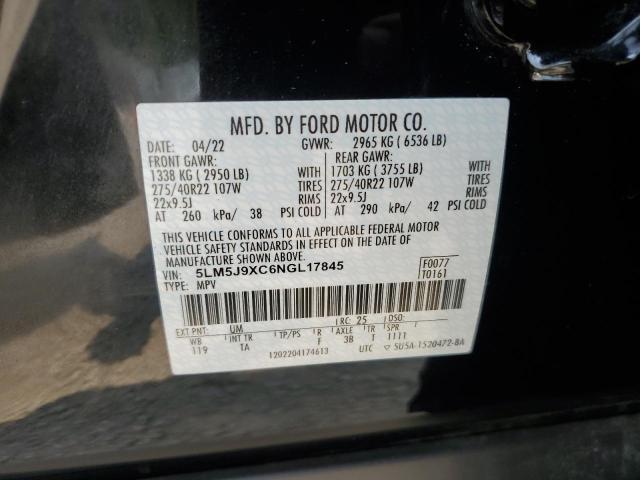 MFD. BY FORD MOTOR CO.
DATE: 04/22 GVWR: 2965 KG ( 6536 LB)
FRONT GAWR: REAR GAWR:
1338 KG ( 2950 LB) WITH 1703 KG ( 3755 LB) WITH
275/40R22 107W TIRES 275/40R22 107W TIRES
22x9.5J RIMS 22x9.5J RIMS
AT 260 kPa/ 38 PSI COLD AT 290 kPa/ 42 PSI COLD
THIS VEHICLE CONFORMS TO ALL APPLICABLE FEDERAL MOTOR
VEHICLE SAFETY STANDARDS IN EFFECT ON THE DATE OF
MANUFACTURE SHOWN ABOVE.
VIN: 5LM5J9XC6NGL17845 F0077
TYPE: MPV T0161
EXT PNT: UM RC: 25 DSO:
WB INT TR TP/PS R AXLE TR SPR
119 TA F 3B T 1111
1202204174613 UTC ▽ 5U5A-1520472-BA